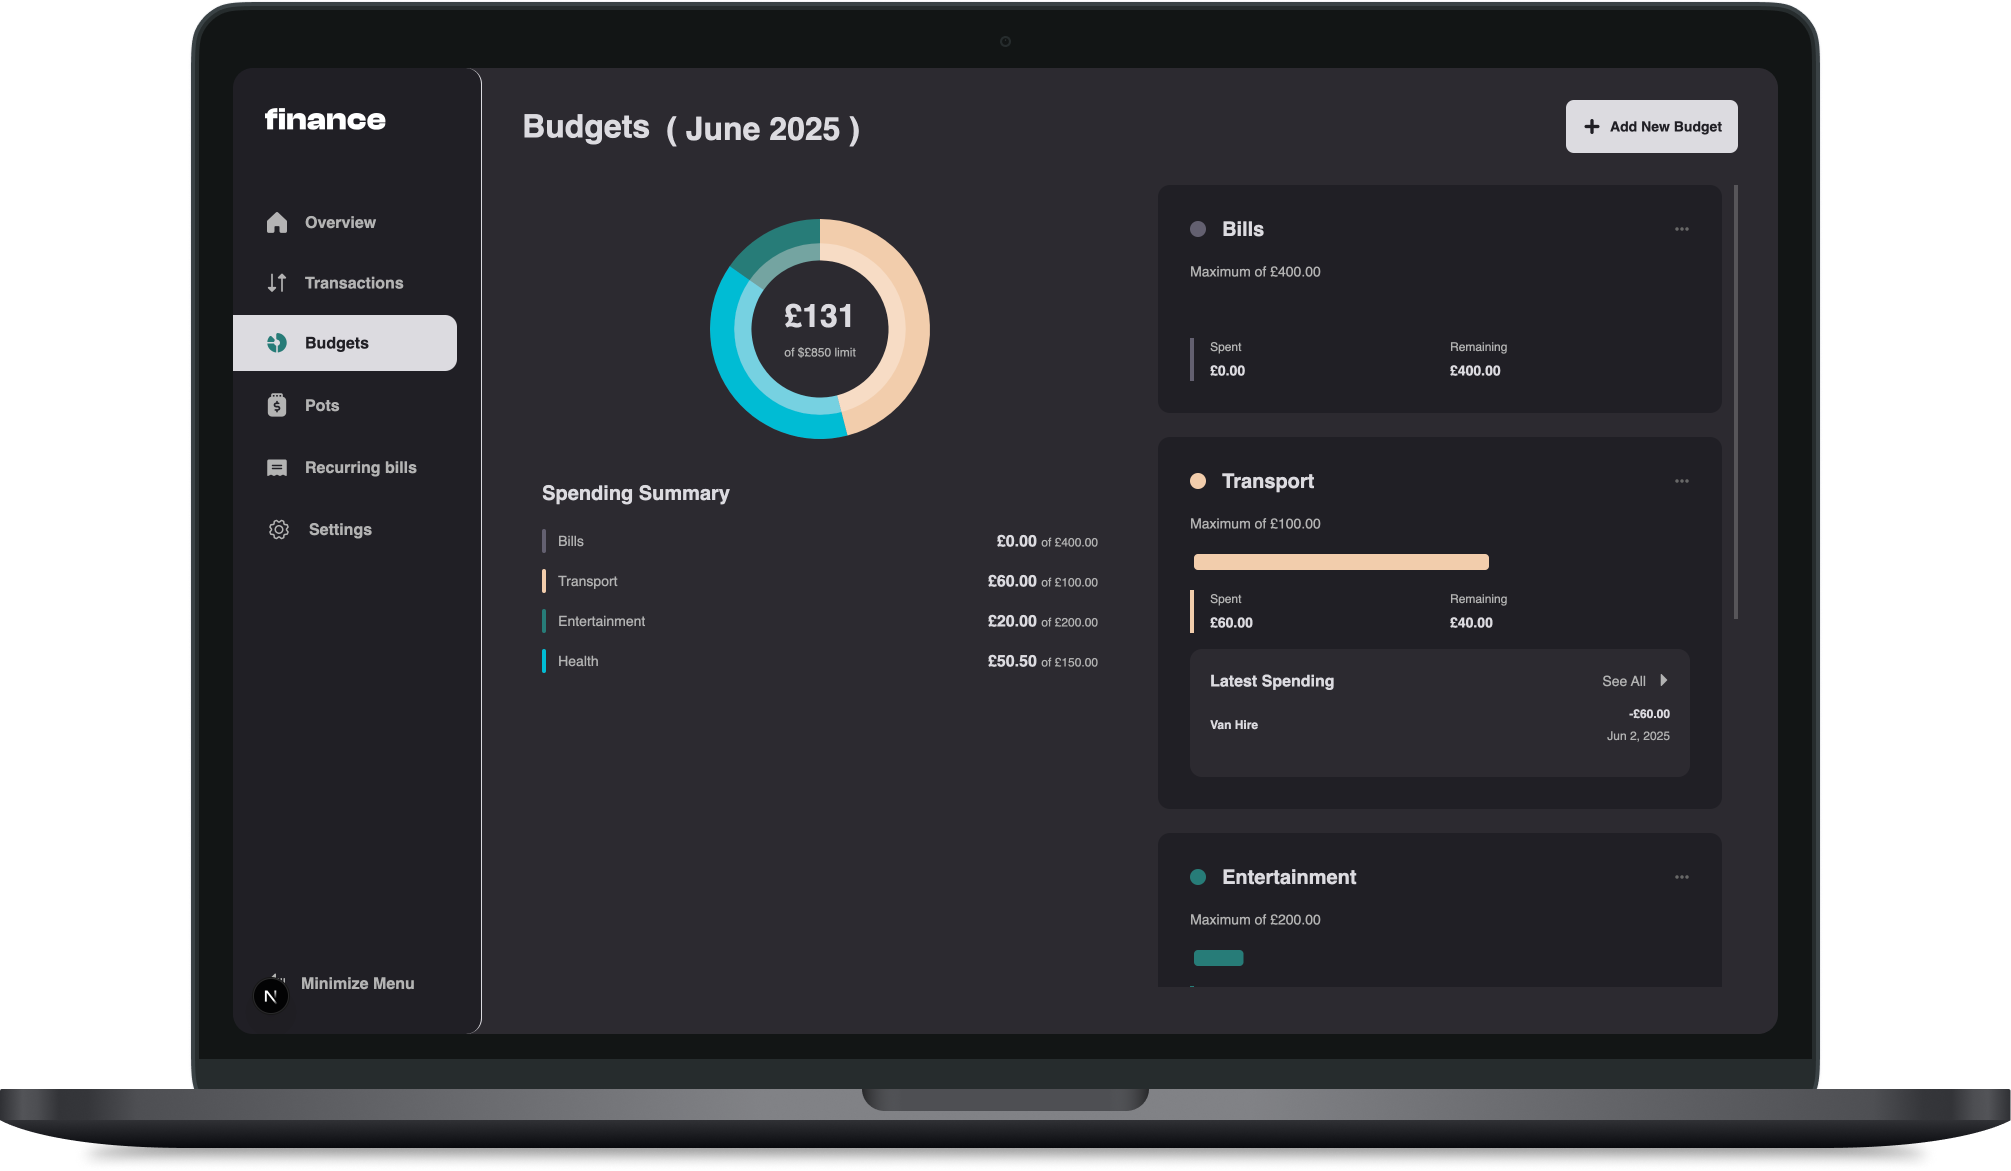 finance
Overview
Transactions
Budgets
Pots
Recurring bills
Settings
Minimize Menu
N
Budgets ( June 2025 )
Add New Budget
£131
of $£850 limit
Spending Summary
Bills £0.00 of £400.00
Transport £60.00 of £100.00
Entertainment £20.00 of £200.00
Health £50.50 of £150.00
Bills
Maximum of £400.00
Spent Remaining
£0.00 £400.00
Transport
Maximum of £100.00
Spent Remaining
£60.00 £40.00
Latest Spending See All
-£60.00
Van Hire
Jun 2, 2025
Entertainment
Maximum of £200.00